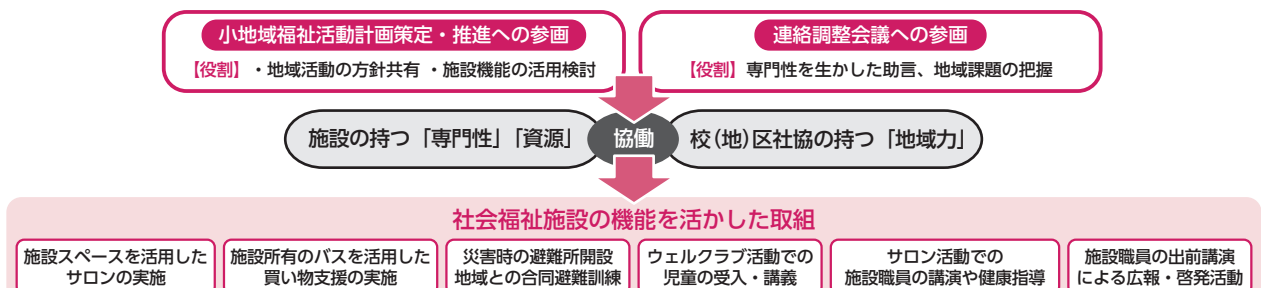 小地域福祉活動計画策定・推進への参画
【役割】・地域活動の方針共有 ・施設機能の活用検討
連絡調整会議への参画
【役割】専門性を生かした助言、地域課題の把握
施設の持つ「専門性」「資源」
協働
校(地)区社協の持つ「地域力」
社会福祉施設の機能を活かした取組
施設スペースを活用した
サロンの実施
施設所有のバスを活用した
買い物支援の実施
災害時の避難所開設
地域との合同避難訓練
ウェルクラブ活動での
児童の受入・講義
サロン活動での
施設職員の講演や健康指導
施設職員の出前講演
による広報・啓発活動